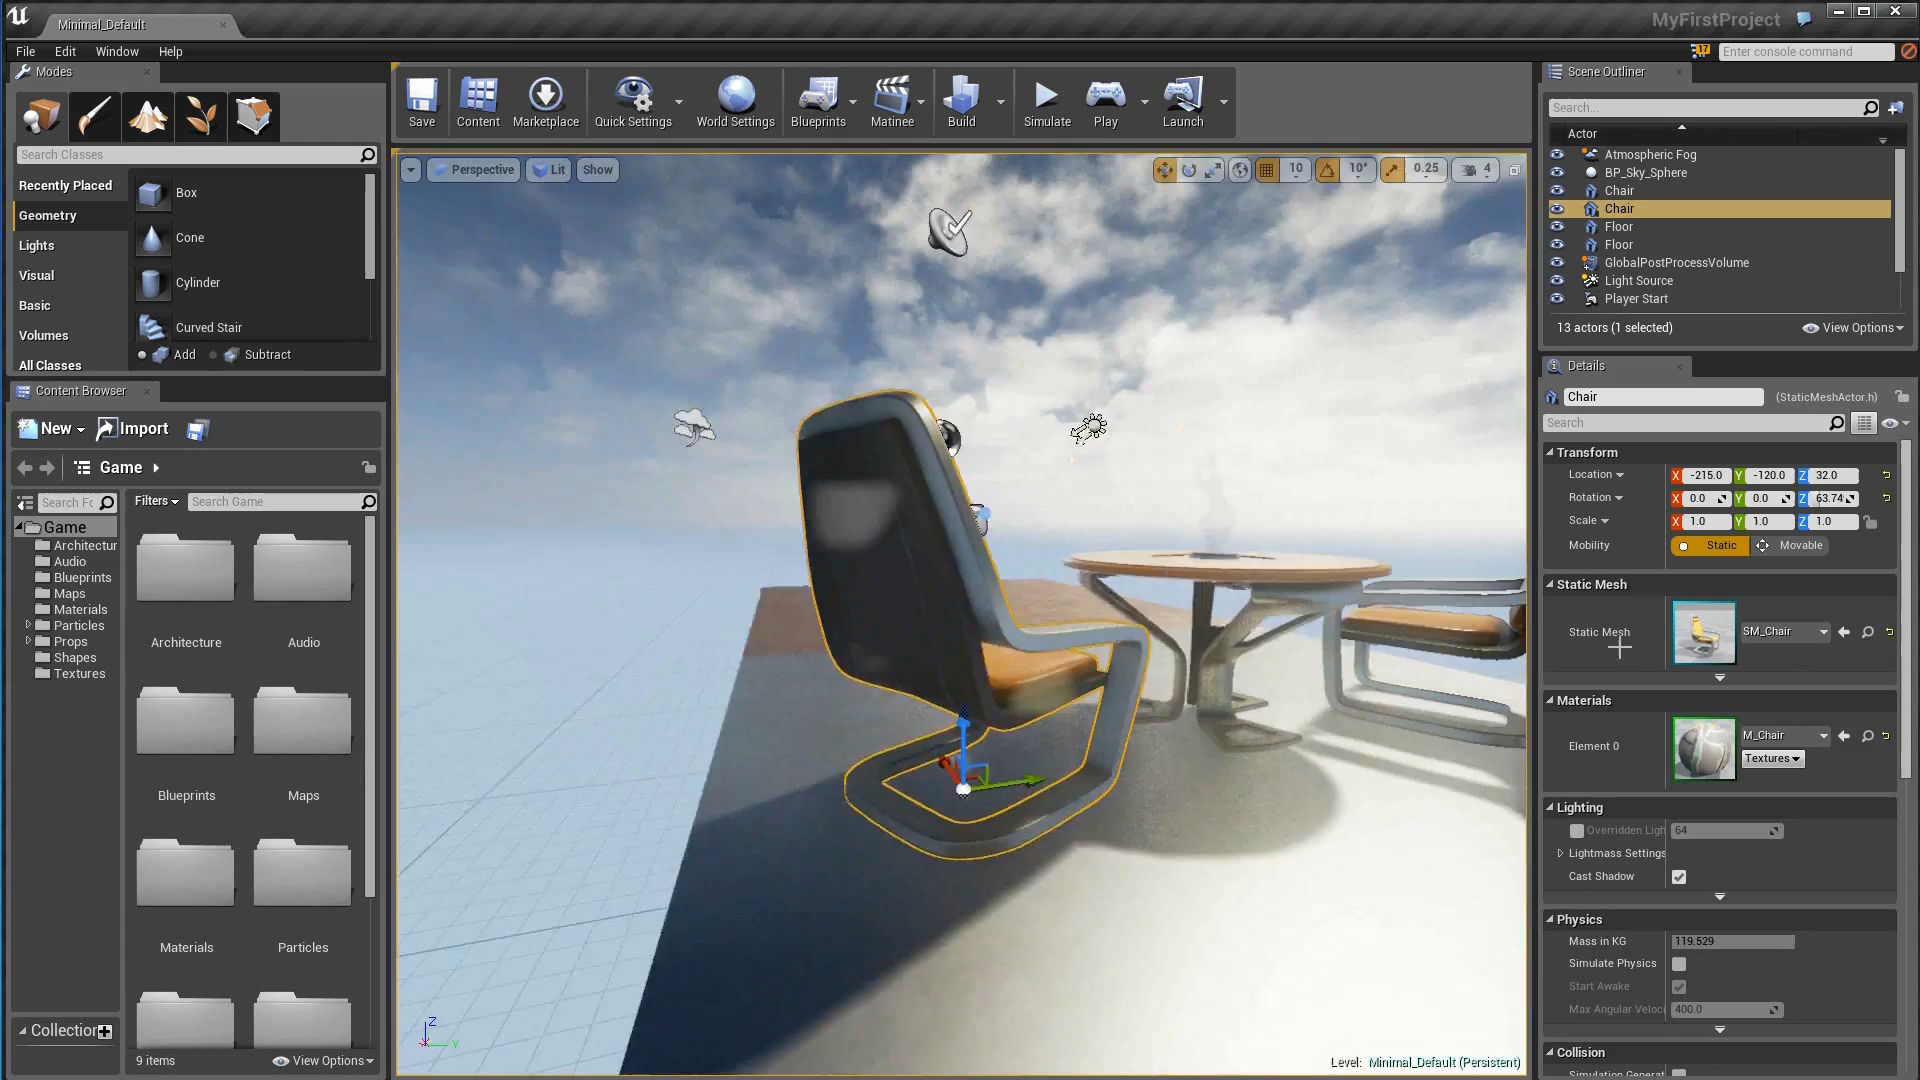 Minimal_Default
MyFirstProject
File Edit Window Help
17
Enter console command
Modes
Search Classes
Recently Placed
Geometry
Lights
Visual
Basic
Volumes
All Classes
Box
Cone
Cylinder
Curved Stair
Add Subtract
Save Content Marketplace Quick Settings World Settings Blueprints Matinee Build Simulate Play Launch
Perspective Lit Show
10 10° 0.25 4
Content Browser
New Import
Game
Filters Search Game
Game
Architectur
Audio
Blueprints
Maps
Materials
Particles
Props
Shapes
Textures
Architecture Audio
Blueprints Maps
Materials Particles
Collection
9 items View Options
Z
Y
Level: Minimal_Default (Persistent)
Scene Outliner
Search...
Actor
Atmospheric Fog
BP_Sky_Sphere
Chair
Chair
Floor
Floor
GlobalPostProcessVolume
Light Source
Player Start
13 actors (1 selected) View Options
Details
Chair (StaticMeshActor.h)
Search
Transform
Location X -215.0 Y -120.0 Z 32.0
Rotation X 0.0 Y 0.0 Z 63.74
Scale X 1.0 Y 1.0 Z 1.0
Mobility Static Movable
Static Mesh
Static Mesh SM_Chair
Materials
Element 0 M_Chair
Textures
Lighting
Overridden Ligh 64
Lightmass Settings
Cast Shadow
Physics
Mass in KG 119.529
Simulate Physics
Start Awake
Max Angular Veloci 400.0
Collision